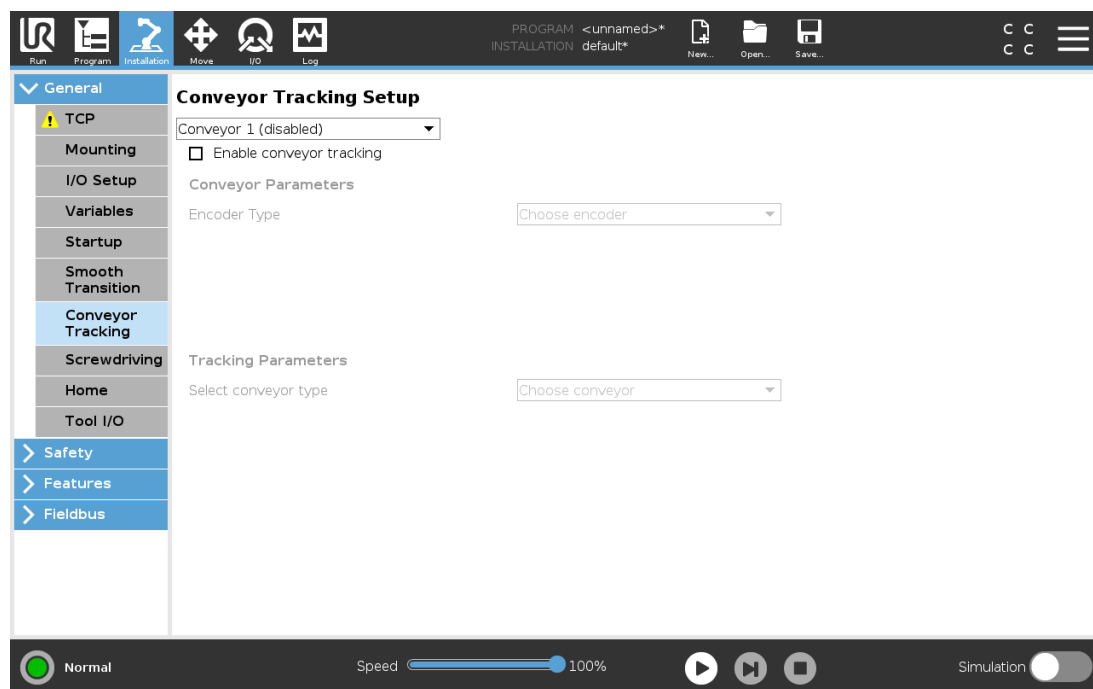 UR
Run
Program
Installation
Move
I/O
Log
PROGRAM <unnamed>*
INSTALLATION default*
New...
Open...
Save...
C C
C C
General
TCP
Mounting
I/O Setup
Variables
Startup
Smooth
Transition
Conveyor
Tracking
Screwdriving
Home
Tool I/O
Safety
Features
Fieldbus
Conveyor Tracking Setup
Conveyor 1 (disabled)
Enable conveyor tracking
Conveyor Parameters
Encoder Type
Choose encoder
Tracking Parameters
Select conveyor type
Choose conveyor
Normal
Speed
100%
Simulation